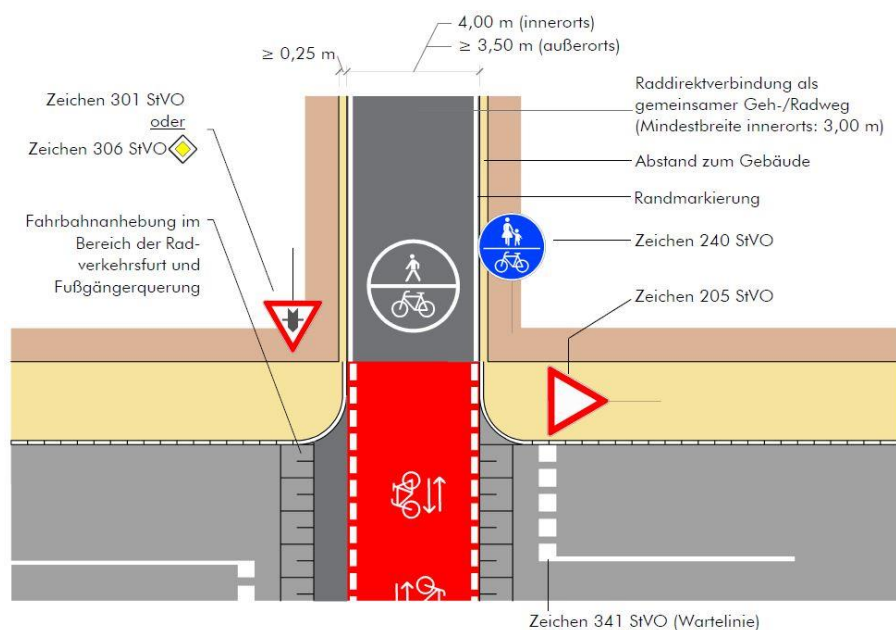 4,00 m (innerorts)
≥ 3,50 m (außerorts)
≥ 0,25 m
Zeichen 301 StVO
oder
Zeichen 306 StVO
Fahrbahnanhebung im
Bereich der Rad-
verkehrsfurt und
Fußgängerquerung
Raddirektverbindung als
gemeinsamer Geh-/Radweg
(Mindestbreite innerorts: 3,00 m)
Abstand zum Gebäude
Randmarkierung
Zeichen 240 StVO
Zeichen 205 StVO
Zeichen 341 StVO (Wartelinie)